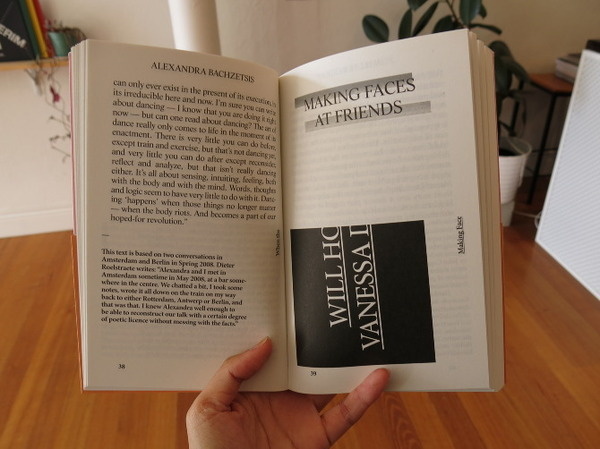 ERIM
ALEXANDRA BACHZETSIS
can only ever exist in the present of its execution, in
its irreducible here and now. I'm sure you can write
about dancing — I know that you are doing it right
now — but can one read about dancing? The art of
dance really only comes to life in the moment of its
enactment. There is very little you can do before,
except train and exercise, but that's not dancing yet,
and very little you can do after except reconsider,
reflect and analyze, but that isn't really dancing
either. It's all about sensing, intuiting, feeling, both
with the body and with the mind. Words, thoughts
and logic seem to have very little to do with it. Danc-
ing 'happens' when those things no longer matter
— when the body riots. And becomes a part of our
hoped-for revolution."
—
This text is based on two conversations in
Amsterdam and Berlin in Spring 2008. Dieter
Roelstraete writes: "Alexandra and I met in
Amsterdam sometime in May 2008, at a bar some-
where in the centre. We chatted a bit, I took some
notes, wrote it all down on the train on my way
back to either Rotterdam, Antwerp or Berlin, and
that was that. I knew Alexandra well enough to
be able to reconstruct our talk with a certain degree
of poetic licence without messing with the facts."
When the
38
MAKING FACES
AT FRIENDS
WILL HO
VANESSA D
Making Face
39